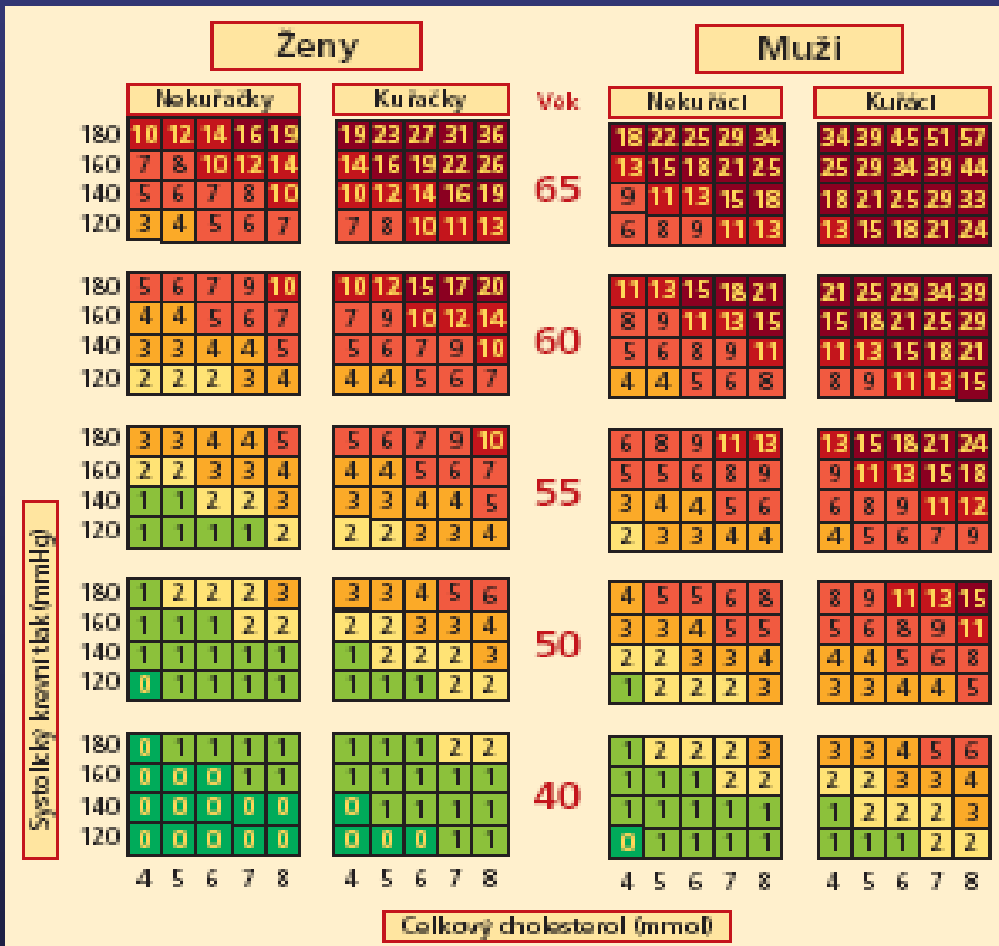 Ženy Muži
Nekuřačky Kuřačky Věk Nekuřáci Kuřáci
180 10 12 14 16 19 19 23 27 31 36 18 22 25 29 34 34 39 45 51 57
160 7 8 10 12 14 14 16 19 22 26 13 15 18 21 25 25 29 34 39 44
65
140 5 6 7 8 10 10 12 14 16 19 9 11 13 15 18 18 21 25 29 33
120 3 4 5 6 7 7 8 10 11 13 6 8 9 11 13 13 15 18 21 24
180 5 6 7 9 10 10 12 15 17 20 11 13 15 18 21 21 25 29 34 39
160 4 4 5 6 7 7 9 10 12 14 8 9 11 13 15 15 18 21 25 29
60
140 3 3 4 4 5 5 6 7 9 10 5 6 8 9 11 11 13 15 18 21
120 2 2 2 3 4 4 4 5 6 7 4 4 5 6 8 8 9 11 13 15
180 3 3 4 4 5 5 6 7 9 10 6 8 9 11 13 13 15 18 21 24
160 2 2 3 3 4 4 4 5 6 7 5 5 6 8 9 9 11 13 15 18
55
140 1 1 2 2 3 3 3 4 4 5 3 4 4 5 6 6 8 9 11 12
120 1 1 1 1 2 2 2 3 3 4 2 3 3 4 4 4 5 6 7 9
180 1 2 2 2 3 3 3 4 5 6 4 5 5 6 8 8 9 11 13 15
160 1 1 1 2 2 2 2 3 3 4 3 3 4 5 5 5 6 8 9 11
50
140 1 1 1 1 1 1 2 2 2 3 2 2 3 3 4 4 4 5 6 8
120 0 1 1 1 1 1 1 1 2 2 1 2 2 2 3 3 3 4 4 5
180 0 1 1 1 1 1 1 1 2 2 1 2 2 2 3 3 3 4 5 6
160 0 0 0 1 1 1 1 1 1 1 1 1 1 2 2 2 2 3 3 4
40
140 0 0 0 0 0 0 1 1 1 1 1 1 1 1 1 1 2 2 2 3
120 0 0 0 0 0 0 0 0 1 1 0 1 1 1 1 1 1 1 2 2
4 5 6 7 8 4 5 6 7 8 4 5 6 7 8 4 5 6 7 8
Systolický krevní tlak (mmHg)
Celkový cholesterol (mmol)